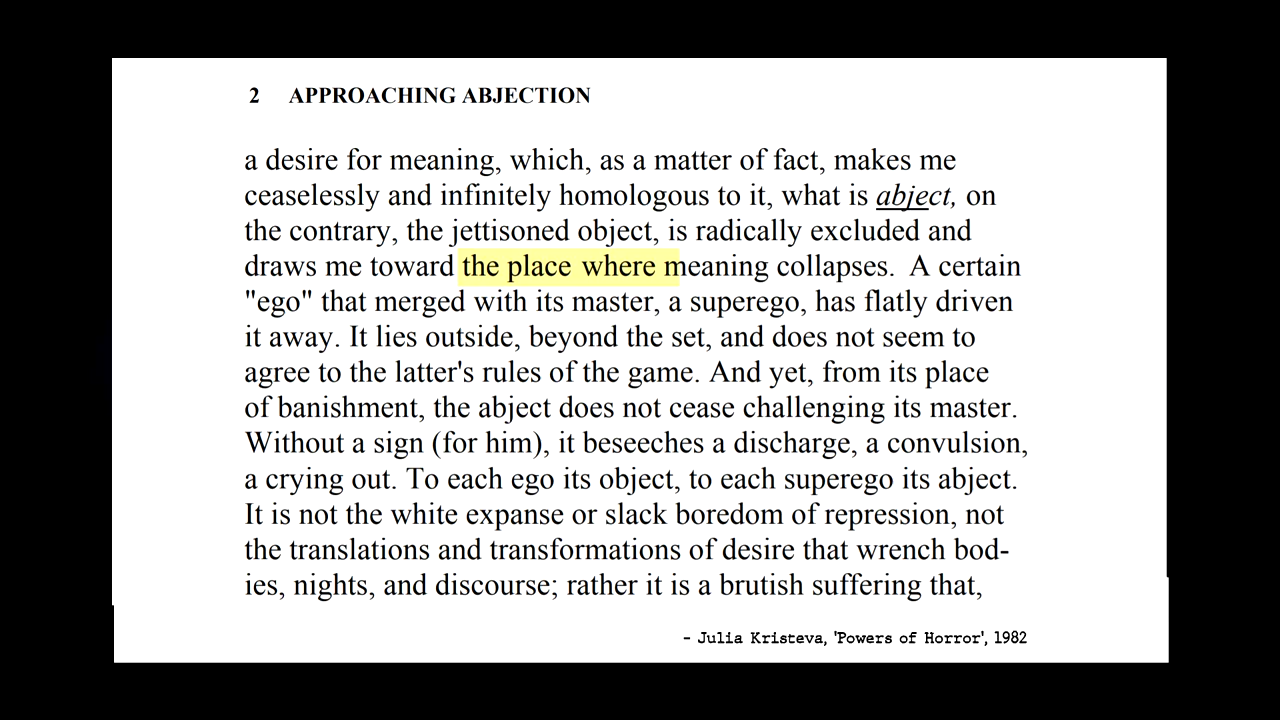 2 APPROACHING ABJECTION
a desire for meaning, which, as a matter of fact, makes me
ceaselessly and infinitely homologous to it, what is abject, on
the contrary, the jettisoned object, is radically excluded and
draws me toward the place where meaning collapses. A certain
"ego" that merged with its master, a superego, has flatly driven
it away. It lies outside, beyond the set, and does not seem to
agree to the latter's rules of the game. And yet, from its place
of banishment, the abject does not cease challenging its master.
Without a sign (for him), it beseeches a discharge, a convulsion,
a crying out. To each ego its object, to each superego its abject.
It is not the white expanse or slack boredom of repression, not
the translations and transformations of desire that wrench bod-
ies, nights, and discourse; rather it is a brutish suffering that,
- Julia Kristeva, 'Powers of Horror', 1982